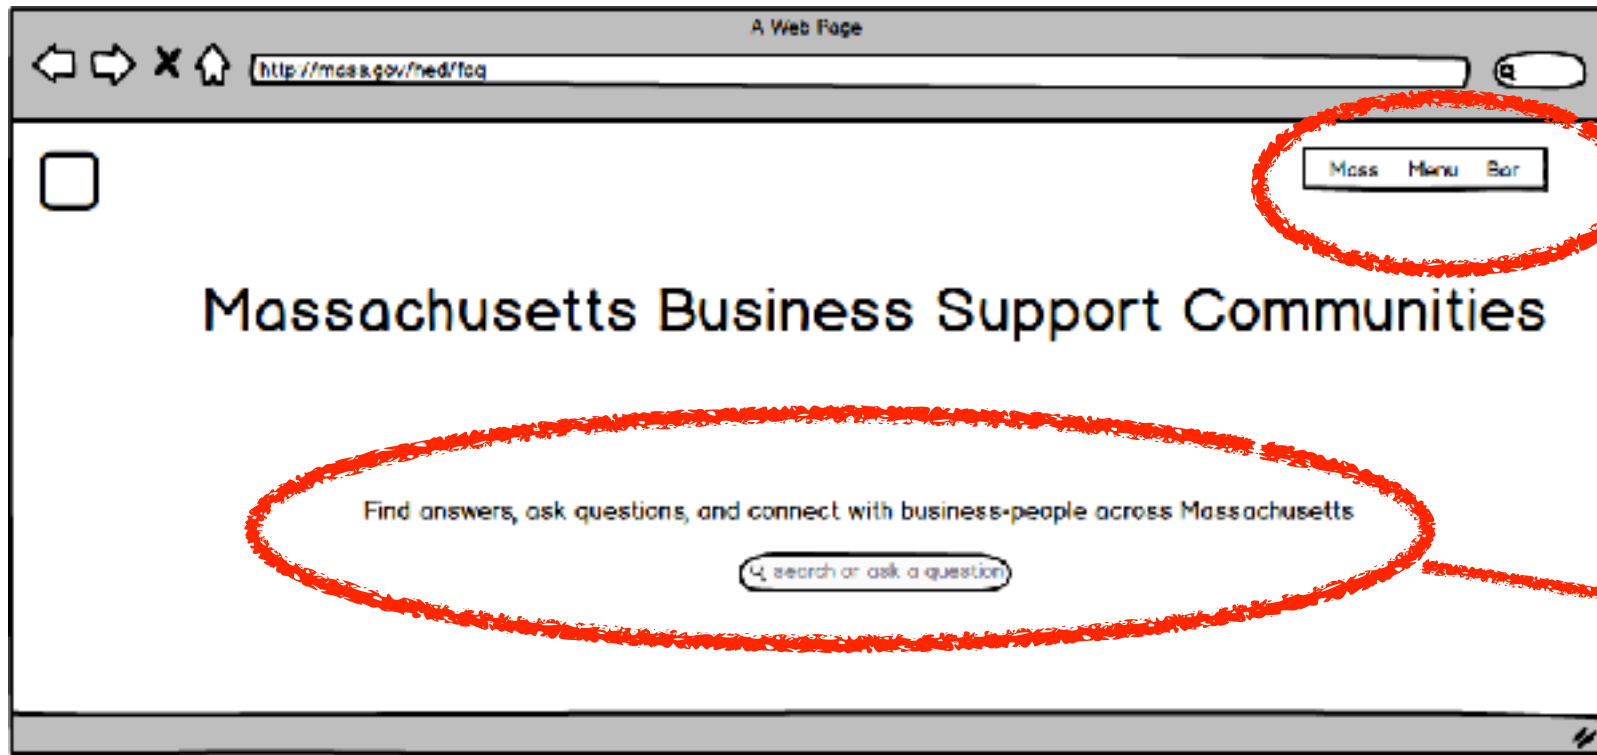 A Web Page
http://mass.gov/hed/faq
Mass Menu Bar
Massachusetts Business Support Communities
Find answers, ask questions, and connect with business-people across Massachusetts
search or ask a question